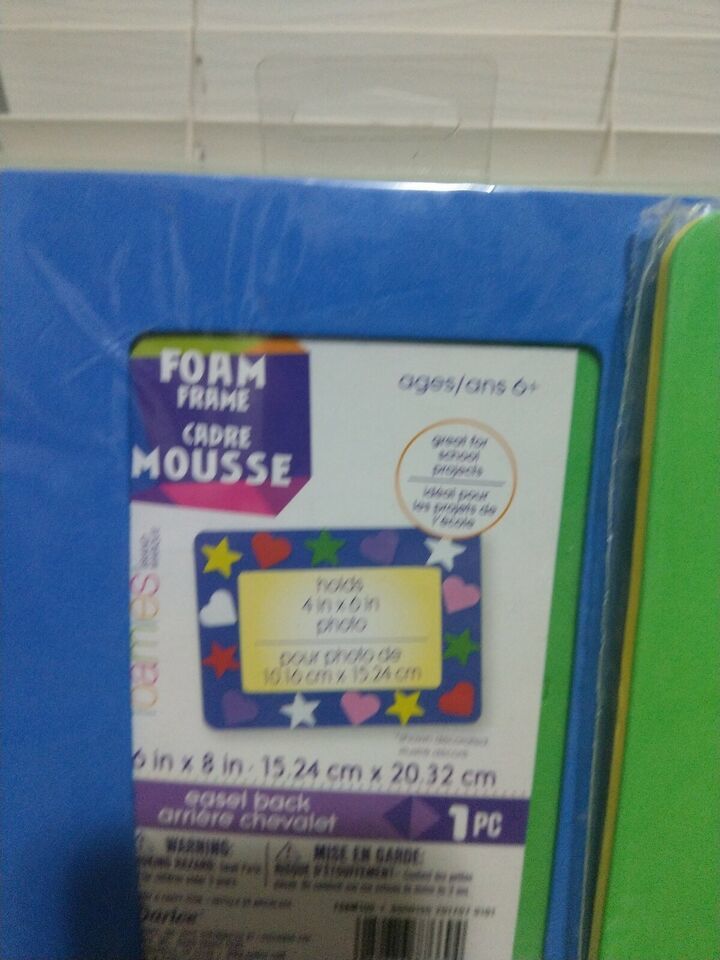 FOAM
FRAME
CADRE
MOUSSE
ages/ans 6+
great for
school
projects
idéal pour
les projets de
l'école
foamies
holds
4 in x 6 in
photo
pour photo de
10.16 cm x 15.24 cm
6 in x 8 in · 15.24 cm x 20.32 cm
easel back
arrière chevalet
1 PC
WARNING:
MISE EN GARDE:
Darice